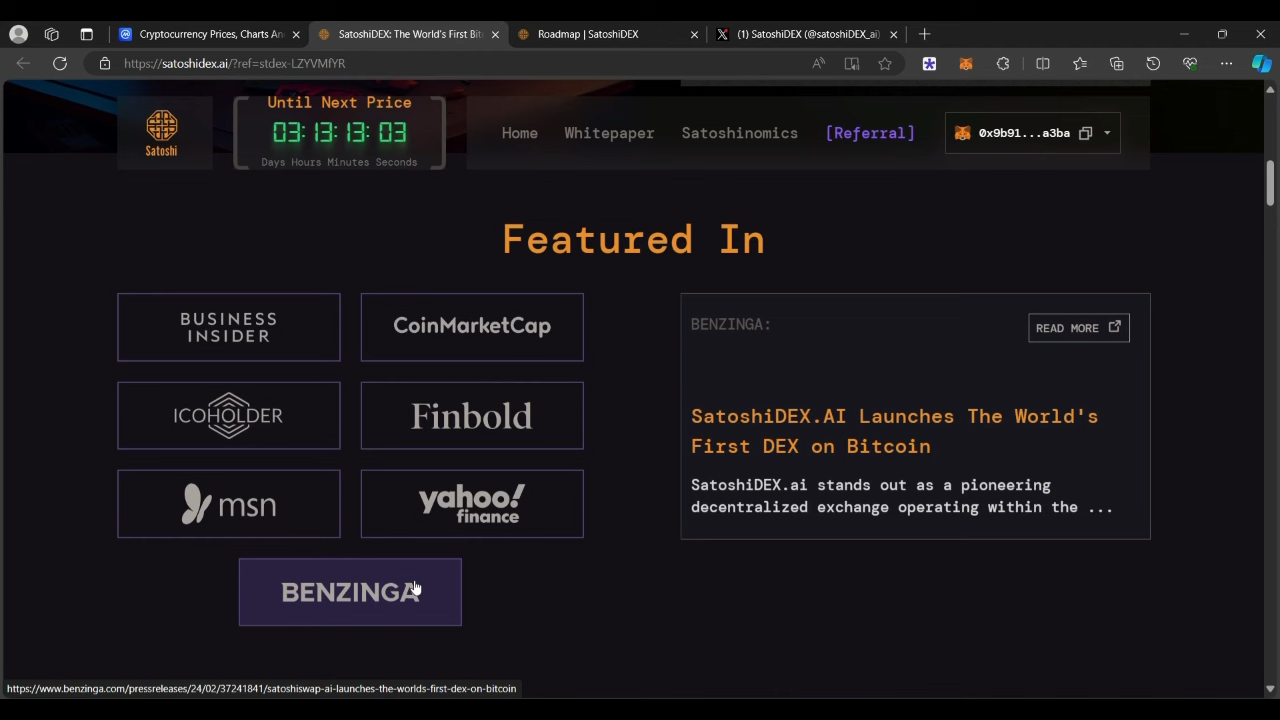 Cryptocurrency Prices, Charts An
SatoshiDEX: The World's First Bit
Roadmap | SatoshiDEX
(1) SatoshiDEX (@satoshiDEX_ai)
https://satoshidex.ai/?ref=stdex-LZYVMfYR
Satoshi
Until Next Price
03:13:13:03
Days Hours Minutes Seconds
Home
Whitepaper
Satoshinomics
[Referral]
0x9b91...a3ba
Featured In
BUSINESS
INSIDER
CoinMarketCap
ICOHOLDER
Finbold
msn
yahoo!
finance
BENZINGA
BENZINGA:
READ MORE
SatoshiDEX.AI Launches The World's
First DEX on Bitcoin
SatoshiDEX.ai stands out as a pioneering
decentralized exchange operating within the ...
https://www.benzinga.com/pressreleases/24/02/37241841/satoshiswap-ai-launches-the-worlds-first-dex-on-bitcoin